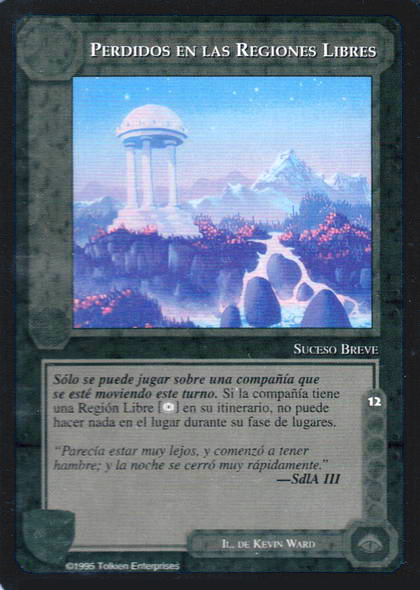 Perdidos en las Regiones Libres
Suceso Breve
Sólo se puede jugar sobre una compañía que
se esté moviendo este turno. Si la compañía tiene
una Región Libre [ ] en su itinerario, no puede
hacer nada en el lugar durante su fase de lugares.
12
“Parecía estar muy lejos, y comenzó a tener
hambre; y la noche se cerró muy rápidamente.”
—SdlA III
Il. de Kevin Ward
©1995 Tolkien Enterprises